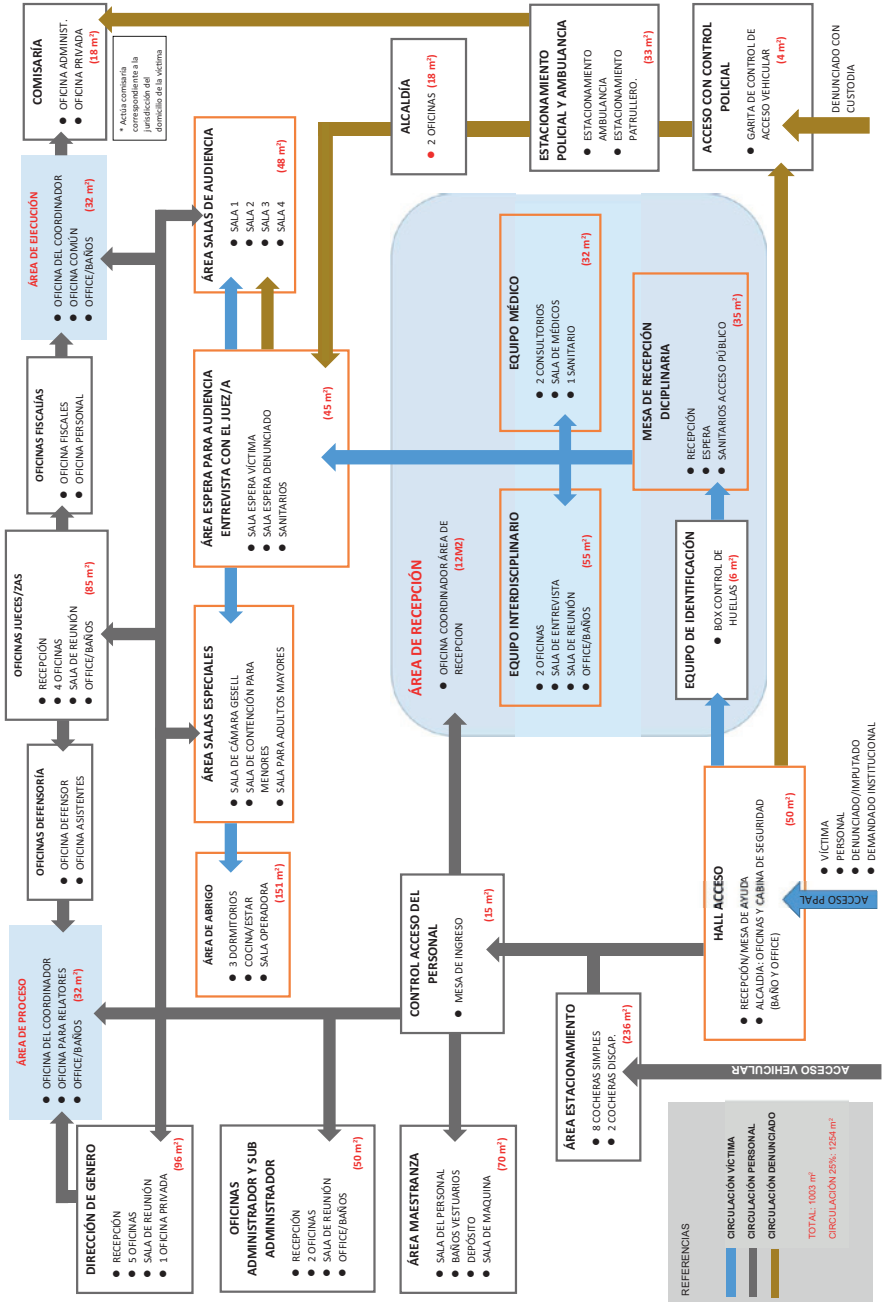 DIRECCIÓN DE GENERO
● RECEPCIÓN
● 5 OFICINAS
● SALA DE REUNIÓN
● 1 OFICINA PRIVADA
(96 m²)
ÁREA DE PROCESO
● OFICINA DEL COORDINADOR
● OFICINA PARA RELATORES
● OFFICE/BAÑOS
(32 m²)
OFICINAS DEFENSORÍA
● OFICINA DEFENSOR
● OFICINA ASISTENTES
OFICINAS JUECES/ZAS
● RECEPCIÓN
● 4 OFICINAS
● SALA DE REUNIÓN
● OFFICE/BAÑOS
(85 m²)
OFICINAS FISCALÍAS
● OFICINA FISCALES
● OFICINA PERSONAL
ÁREA DE EJECUCIÓN
● OFICINA DEL COORDINADOR
● OFICINA COMÚN
● OFFICE/BAÑOS
(32 m²)
COMISARÍA
● OFICINA ADMINIST.
● OFICINA PRIVADA
(18 m²)
* Actúa comisaría
correspondiente a la
jurisdicción del
domicilio de la víctima
OFICINAS
ADMINISTRADOR Y SUB
ADMINISTRADOR
● RECEPCIÓN
● 2 OFICINAS
● SALA DE REUNIÓN
● OFFICE/BAÑOS
(50 m²)
ÁREA DE ABRIGO
● 3 DORMITORIOS
● COCINA/ESTAR
● SALA OPERADORA
(151 m²)
ÁREA SALAS ESPECIALES
● SALA DE CÁMARA GESELL
● SALA DE CONTENCIÓN PARA
MENORES
● SALA PARA ADULTOS MAYORES
ÁREA ESPERA PARA AUDIENCIA
ENTREVISTA CON EL JUEZ/A
● SALA ESPERA VÍCTIMA
● SALA ESPERA DENUNCIADO
● SANITARIOS
(45 m²)
ÁREA SALAS DE AUDIENCIA
● SALA 1
● SALA 2
● SALA 3
● SALA 4
(48 m²)
ALCALDÍA
● 2 OFICINAS (18 m²)
ÁREA MAESTRANZA
● SALA DEL PERSONAL
● BAÑOS VESTUARIOS
● DEPÓSITO
● SALA DE MAQUINA
(70 m²)
CONTROL ACCESO DEL
PERSONAL
● MESA DE INGRESO
(15 m²)
ÁREA DE RECEPCIÓN
● OFICINA COORDINADOR ÁREA DE
RECEPCION
(12M2)
EQUIPO INTERDISCIPLINARIO
● 2 OFICINAS
● SALA DE ENTREVISTA
● SALA DE REUNIÓN
● OFFICE/BAÑOS
(55 m²)
EQUIPO MÉDICO
● 2 CONSULTORIOS
● SALA DE MÉDICOS
● 1 SANITARIO
(32 m²)
ESTACIONAMIENTO
POLICIAL Y AMBULANCIA
● ESTACIONAMIENTO
AMBULANCIA
● ESTACIONAMIENTO
PATRULLERO.
(33 m²)
ÁREA ESTACIONAMIENTO
● 8 COCHERAS SIMPLES
● 2 COCHERAS DISCAP.
(236 m²)
EQUIPO DE IDENTIFICACIÓN
● BOX CONTROL DE
HUELLAS (6 m²)
MESA DE RECEPCIÓN
DICIPLINARIA
● RECEPCIÓN
● ESPERA
● SANITARIOS ACCESO PÚBLICO
(35 m²)
ACCESO CON CONTROL
POLICIAL
● GARITA DE CONTROL DE
ACCESO VEHICULAR
(4 m²)
HALL ACCESO
● RECEPCIÓN/MESA DE AYUDA
● ALCALDIA: OFICINAS Y CABINA DE SEGURIDAD
(BAÑO Y OFFICE)
(50 m²)
ACCESO VEHICULAR
ACCESO PPAL
● VÍCTIMA
● PERSONAL
● DENUNCIADO/IMPUTADO
● DEMANDADO INSTITUCIONAL
DENUNCIADO CON
CUSTODIA
REFERENCIAS
CIRCULACIÓN VÍCTIMA
CIRCULACIÓN PERSONAL
CIRCULACIÓN DENUNCIADO
TOTAL: 1003 m²
CIRCULACIÓN 25%: 1254 m²